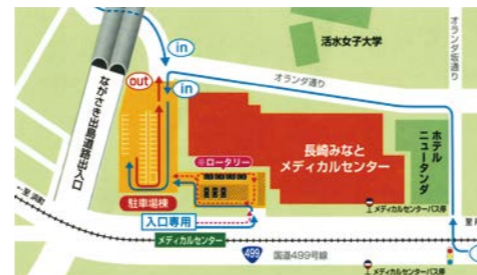 in
活水女子大学
オランダ坂通り
オランダ通り
out
in
ながさき出島道路出入口
長崎みなと
メディカルセンター
ホテル
ニュータンダ
※ロータリー
駐車場棟
入口専用
←至 浜町
メディカルセンターバス停
メディカルセンター
メディカルセンターバス停
499
国道499号線